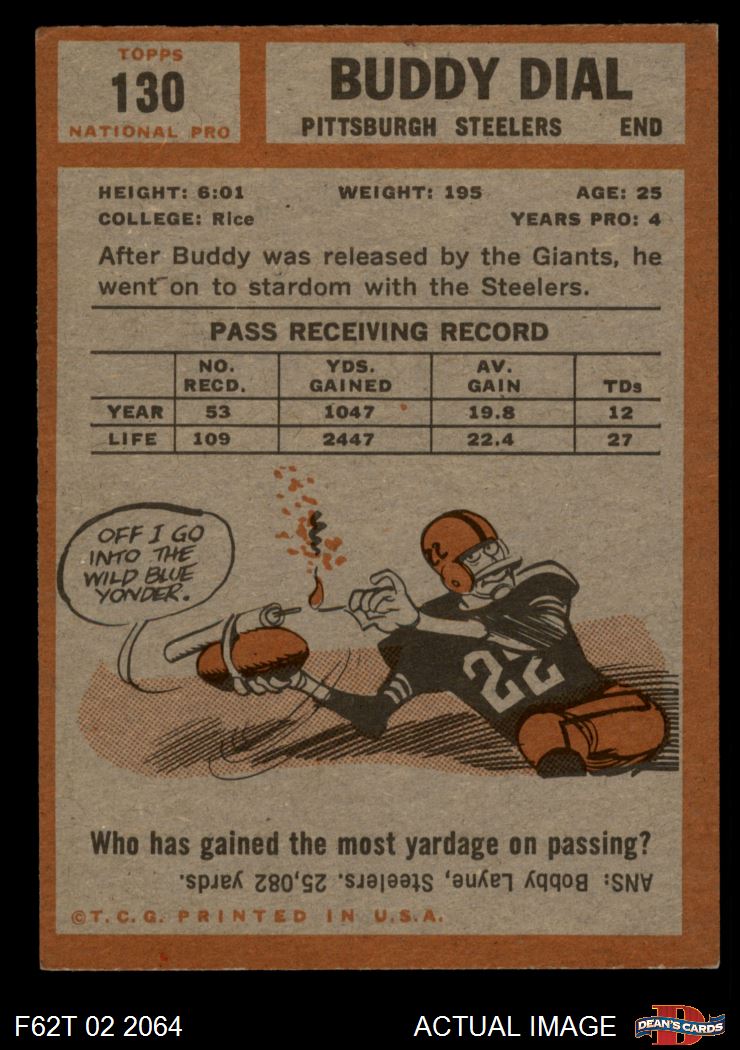 TOPPS
130
NATIONAL PRO
BUDDY DIAL
PITTSBURGH STEELERS END
HEIGHT: 6:01 WEIGHT: 195 AGE: 25
COLLEGE: Rice YEARS PRO: 4
After Buddy was released by the Giants, he
went on to stardom with the Steelers.
PASS RECEIVING RECORD
NO. RECD. YDS. GAINED AV. GAIN TDs
YEAR 53 1047 19.8 12
LIFE 109 2447 22.4 27
OFF I GO
INTO THE
WILD BLUE
YONDER.
22
22
Who has gained the most yardage on passing?
ANS: Bobby Layne, Steelers. 25,082 yards.
©T.C.G. PRINTED IN U.S.A.
F62T 02 2064 ACTUAL IMAGE
D
DEAN'S CARDS